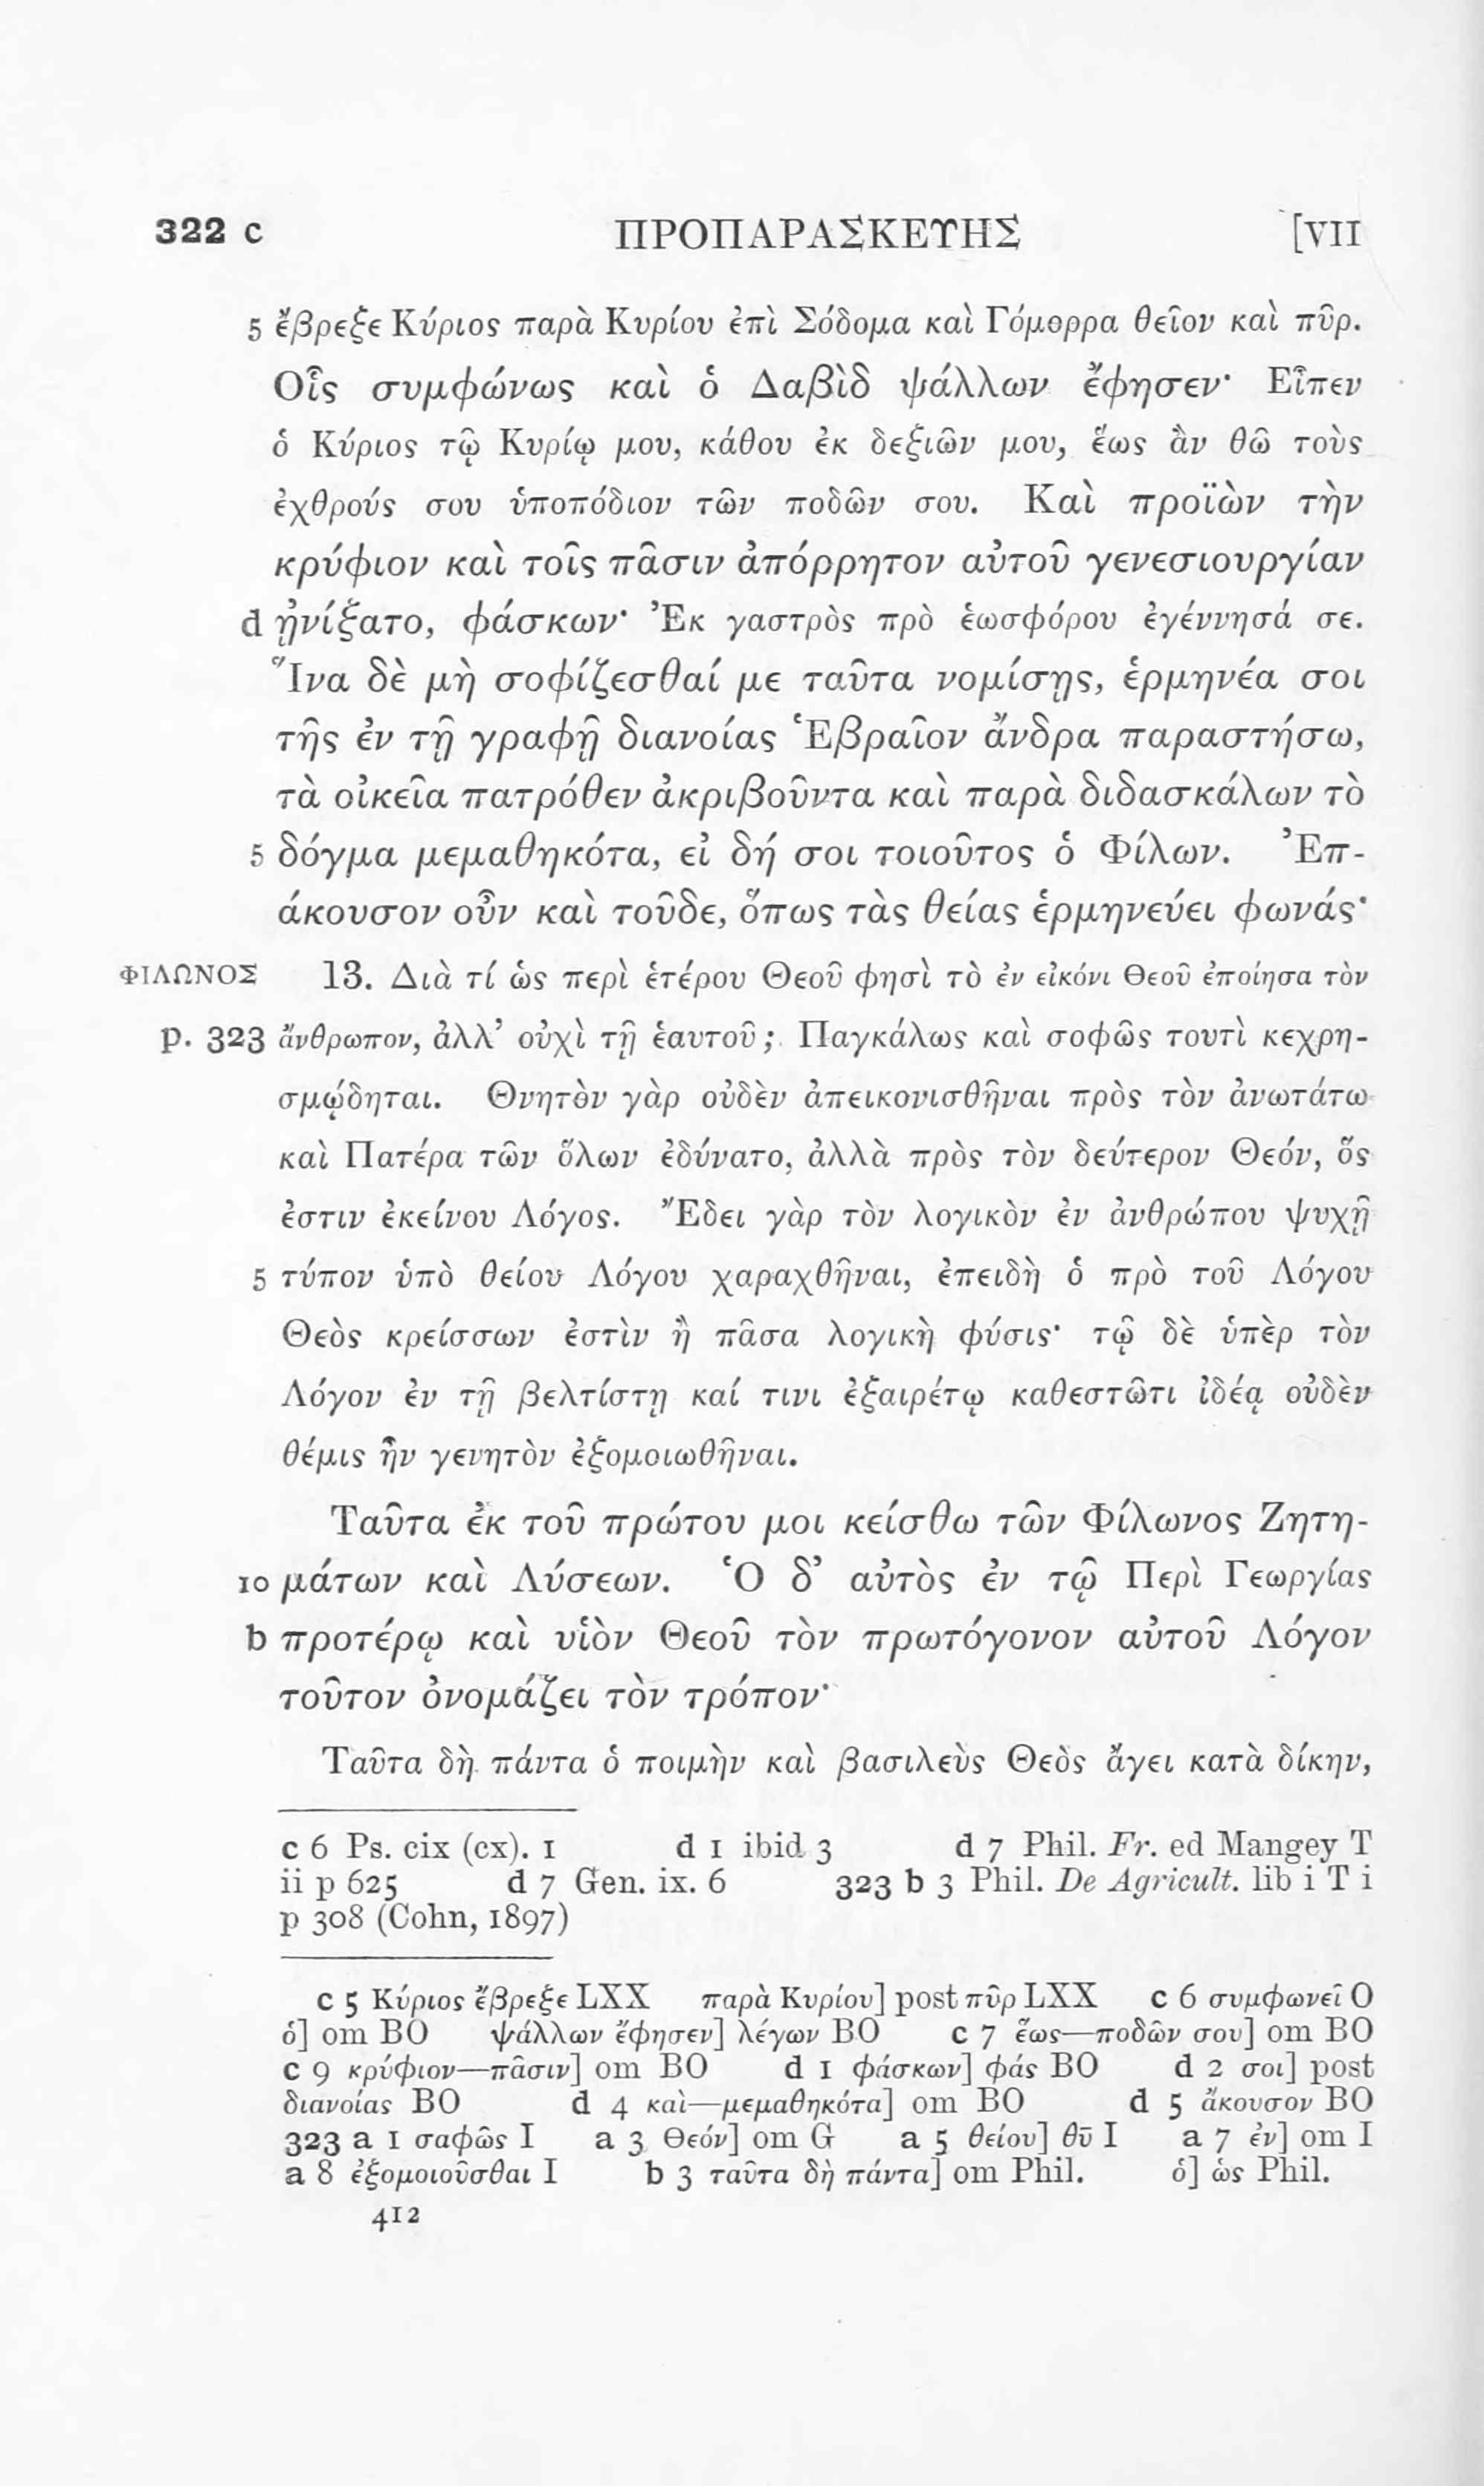 322 c ΠΡΟΠΑΡΑΣΚΕΥΗΣ [VII
5 ἔβρεξε Κύριος παρὰ Κυρίου ἐπὶ Σόδομα καὶ Γόμορρα θεῖον καὶ πῦρ.
Οἷς συμφώνως καὶ ὁ Δαβὶδ ψάλλων ἔφησεν· Εἶπεν
ὁ Κύριος τῷ Κυρίῳ μου, κάθου ἐκ δεξιῶν μου, ἕως ἂν θῶ τοὺς
ἐχθρούς σου ὑποπόδιον τῶν ποδῶν σου. Καὶ προϊὼν τὴν
κρύφιον καὶ τοῖς πᾶσιν ἀπόρρητον αὐτοῦ γενεσιουργίαν
d ᾐνίξατο, φάσκων· Ἐκ γαστρὸς πρὸ ἑωσφόρου ἐγέννησά σε.
Ἵνα δὲ μὴ σοφίζεσθαί με ταῦτα νομίσῃς, ἑρμηνέα σοι
τῆς ἐν τῇ γραφῇ διανοίας Ἑβραῖον ἄνδρα παραστήσω,
τὰ οἰκεῖα πατρόθεν ἀκριβοῦντα καὶ παρὰ διδασκάλων τὸ
5 δόγμα μεμαθηκότα, εἰ δή σοι τοιοῦτος ὁ Φίλων. Ἐπ-
άκουσον οὖν καὶ τοῦδε, ὅπως τὰς θείας ἑρμηνεύει φωνάς·
ΦΙΛΩΝΟΣ 13. Διὰ τί ὡς περὶ ἑτέρου Θεοῦ φησὶ τὸ ἐν εἰκόνι Θεοῦ ἐποίησα τὸν
p. 323 ἄνθρωπον, ἀλλ’ οὐχὶ τῇ ἑαυτοῦ; Παγκάλως καὶ σοφῶς τουτὶ κεχρη-
σμῴδηται. Θνητὸν γὰρ οὐδὲν ἀπεικονισθῆναι πρὸς τὸν ἀνωτάτω
καὶ Πατέρα τῶν ὅλων ἐδύνατο, ἀλλὰ πρὸς τὸν δεύτερον Θεόν, ὅς
ἐστιν ἐκείνου Λόγος. Ἔδει γὰρ τὸν λογικὸν ἐν ἀνθρώπου ψυχῇ
5 τύπον ὑπὸ θείου Λόγου χαραχθῆναι, ἐπειδὴ ὁ πρὸ τοῦ Λόγου
Θεὸς κρείσσων ἐστὶν ἢ πᾶσα λογικὴ φύσις· τῷ δὲ ὑπὲρ τὸν
Λόγον ἐν τῇ βελτίστῃ καί τινι ἐξαιρέτῳ καθεστῶτι ἰδέᾳ οὐδὲν
θέμις ἦν γενητὸν ἐξομοιωθῆναι.
Ταῦτα ἐκ τοῦ πρώτου μοι κείσθω τῶν Φίλωνος Ζητη-
10 μάτων καὶ Λύσεων. Ὁ δ’ αὐτὸς ἐν τῷ Περὶ Γεωργίας
b προτέρῳ καὶ υἱὸν Θεοῦ τὸν πρωτόγονον αὐτοῦ Λόγον
τοῦτον ὀνομάζει τὸν τρόπον·
Ταῦτα δὴ πάντα ὁ ποιμὴν καὶ βασιλεὺς Θεὸς ἄγει κατὰ δίκην,
c 6 Ps. cix (cx). 1 d 1 ibid 3 d 7 Phil. Fr. ed Mangey T
ii p 625 d 7 Gen. ix. 6 323 b 3 Phil. De Agricult. lib i T i
p 308 (Cohn, 1897)
c 5 Κύριος ἔβρεξε LXX παρὰ Κυρίου] post πῦρ LXX c 6 συμφωνεῖ O
ὁ] om BO ψάλλων ἔφησεν] λέγων BO c 7 ἕως—ποδῶν σου] om BO
c 9 κρύφιον—πᾶσιν] om BO d 1 φάσκων] φάς BO d 2 σοι] post
διανοίας BO d 4 καὶ—μεμαθηκότα] om BO d 5 ἄκουσον BO
323 a 1 σαφῶς I a 3 Θεόν] om G a 5 θείου] θῡ I a 7 ἐν] om I
a 8 ἐξομοιοῦσθαι I b 3 ταῦτα δὴ πάντα] om Phil. ὁ] ὡς Phil.
412